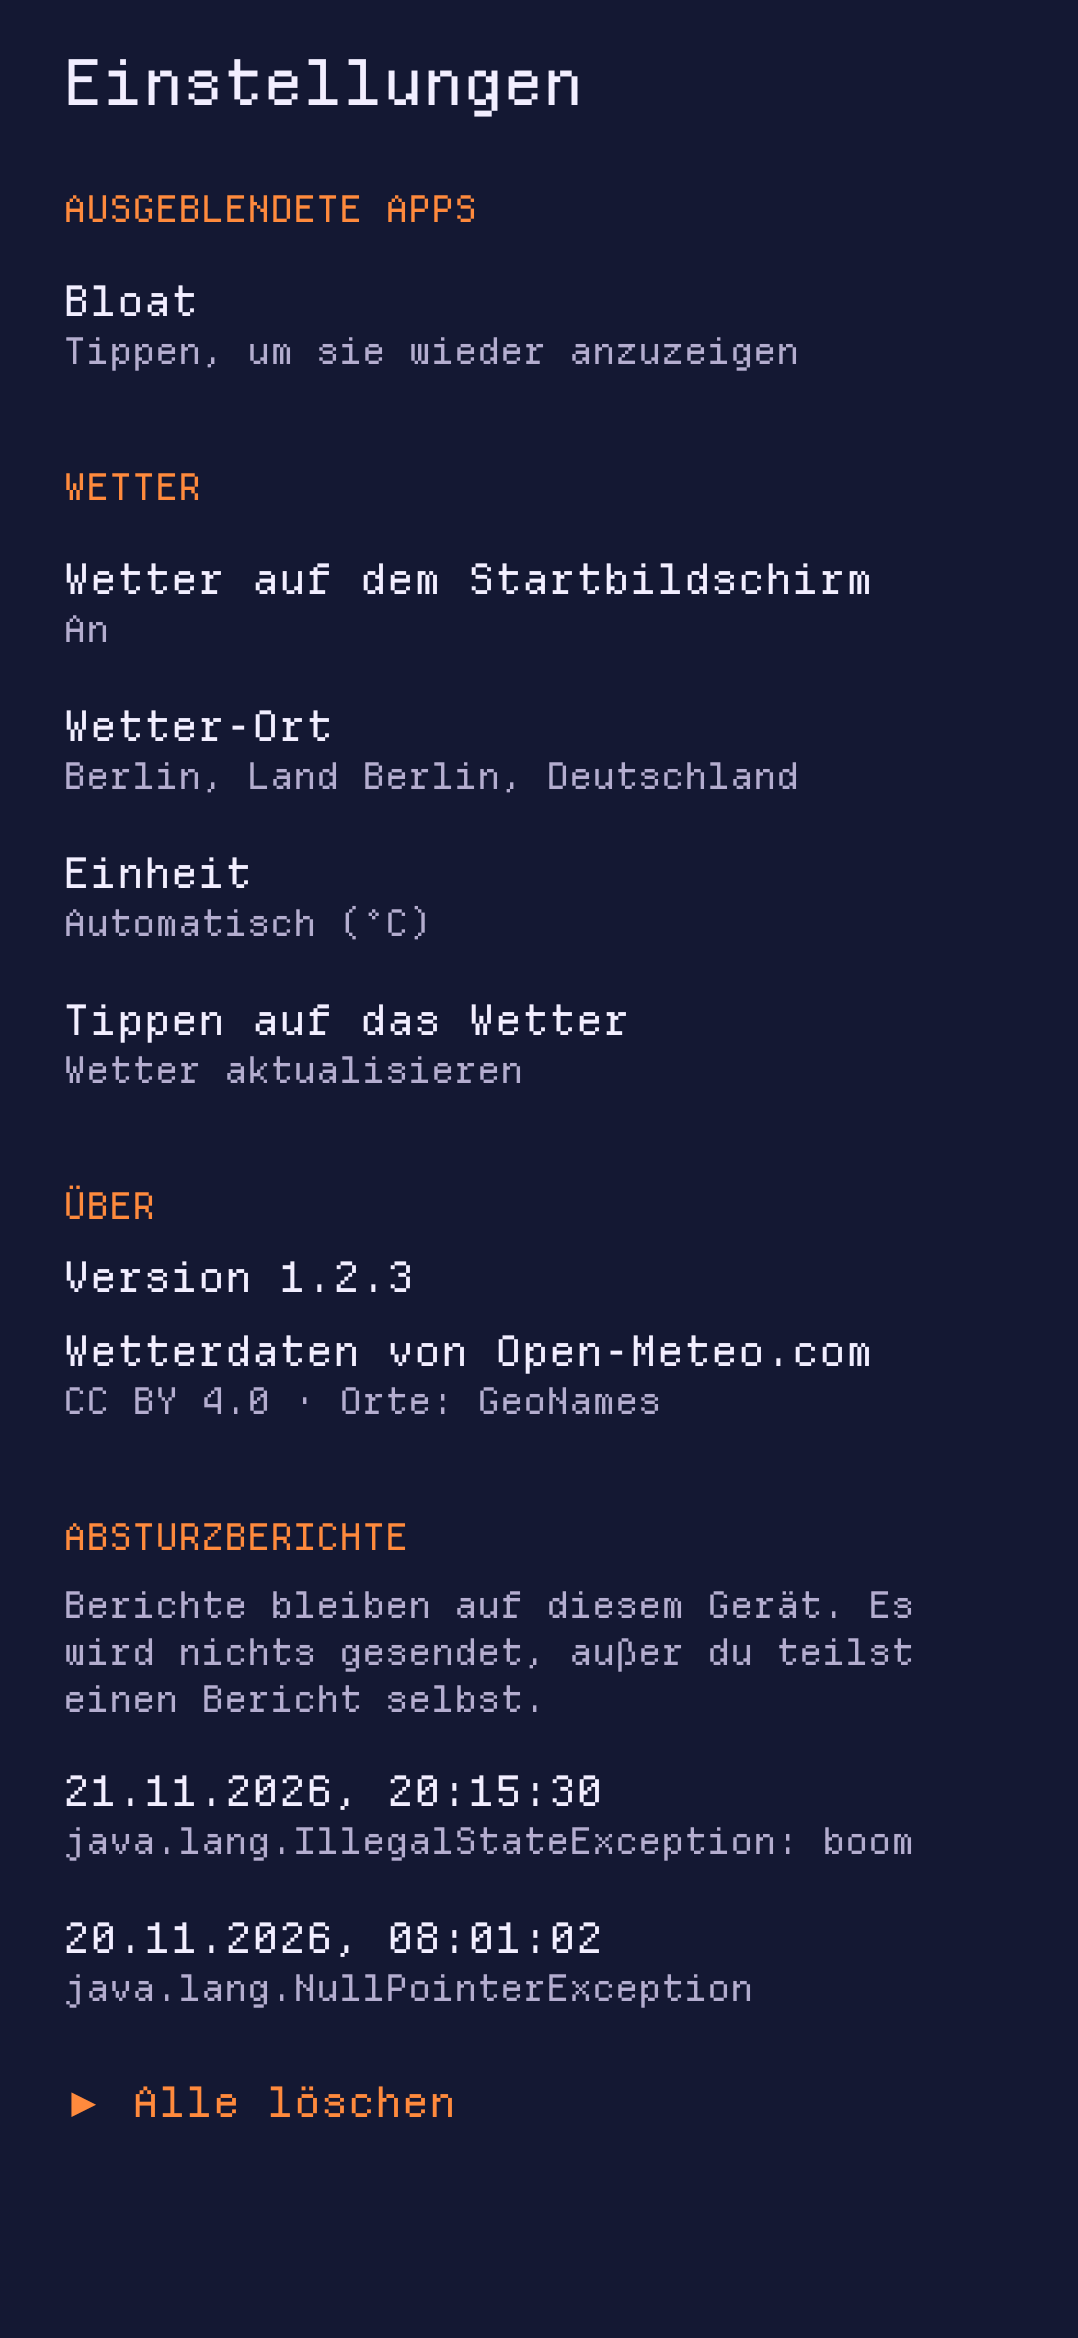 Einstellungen
AUSGEBLENDETE APPS
Bloat
Tippen, um sie wieder anzuzeigen
WETTER
Wetter auf dem Startbildschirm
An
Wetter-Ort
Berlin, Land Berlin, Deutschland
Einheit
Automatisch (°C)
Tippen auf das Wetter
Wetter aktualisieren
ÜBER
Version 1.2.3
Wetterdaten von Open-Meteo.com
CC BY 4.0 · Orte: GeoNames
ABSTURZBERICHTE
Berichte bleiben auf diesem Gerät. Es
wird nichts gesendet, außer du teilst
einen Bericht selbst.
21.11.2026, 20:15:30
java.lang.IllegalStateException: boom
20.11.2026, 08:01:02
java.lang.NullPointerException
► Alle löschen